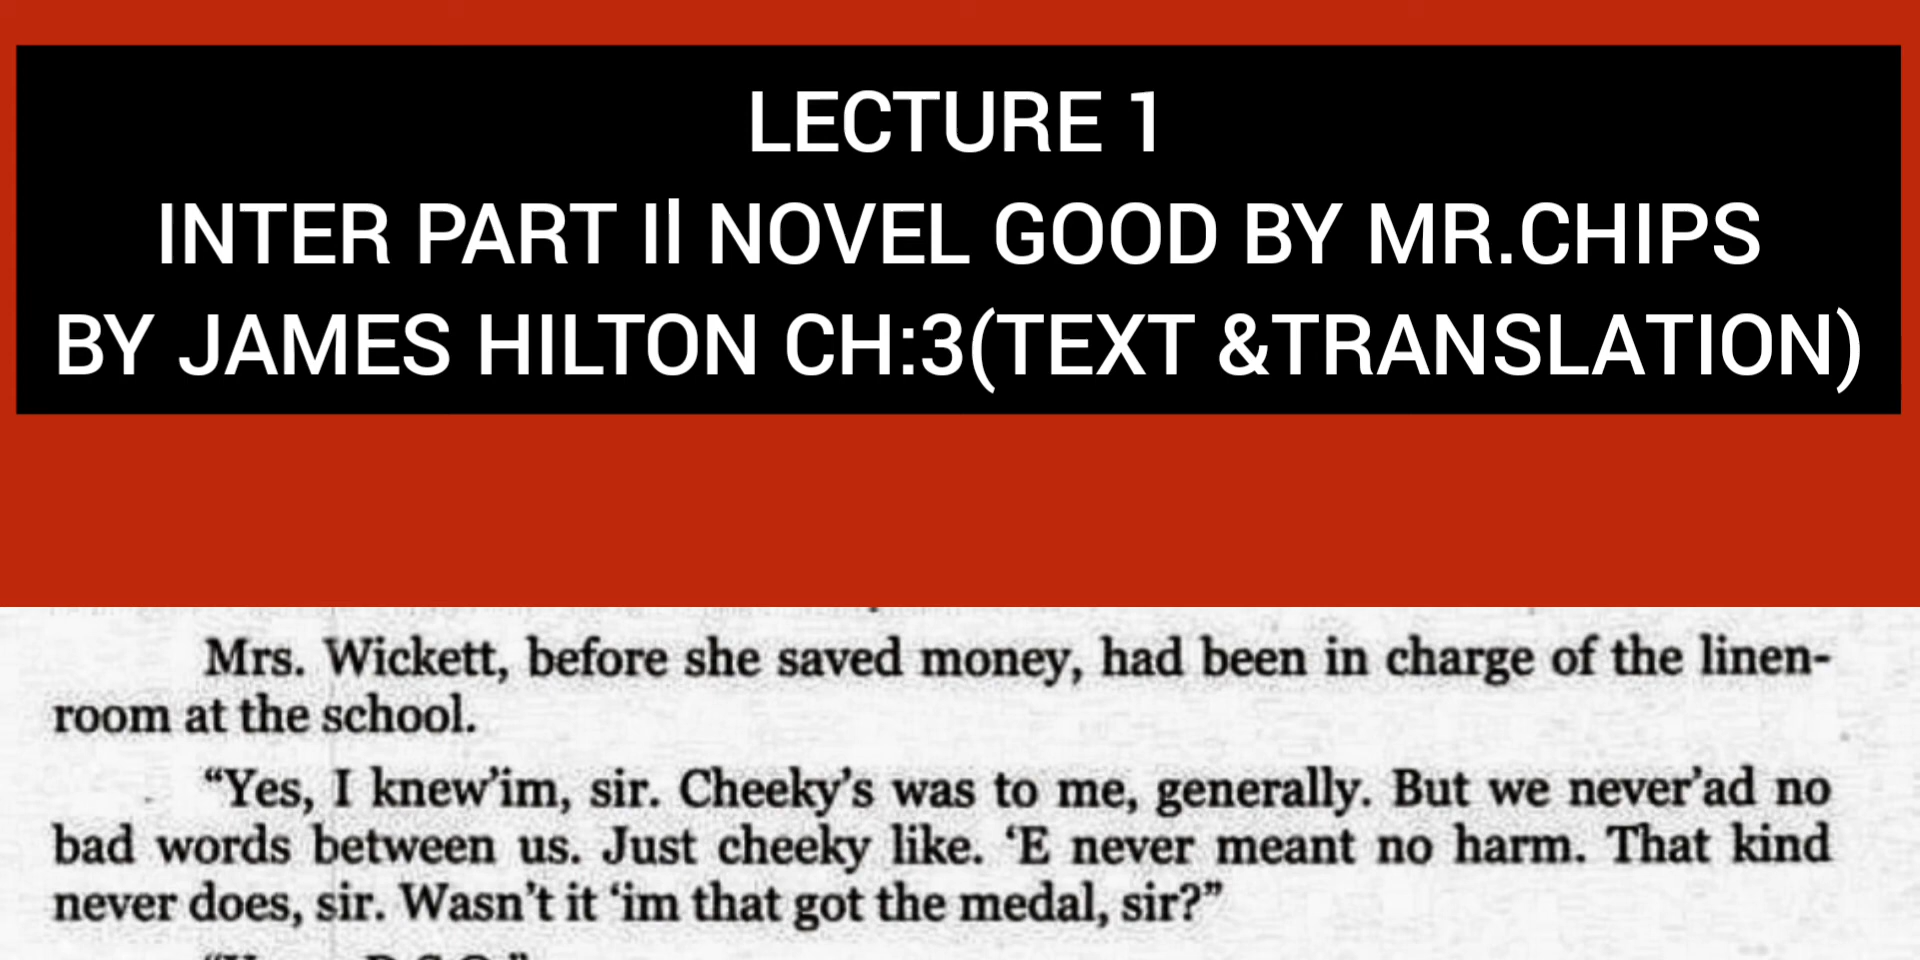 LECTURE 1
INTER PART Il NOVEL GOOD BY MR.CHIPS
BY JAMES HILTON CH:3(TEXT &TRANSLATION)
Mrs. Wickett, before she saved money, had been in charge of the linen-
room at the school.
“Yes, I knew’im, sir. Cheeky’s was to me, generally. But we never’ad no
bad words between us. Just cheeky like. ‘E never meant no harm. That kind
never does, sir. Wasn’t it ‘im that got the medal, sir?”